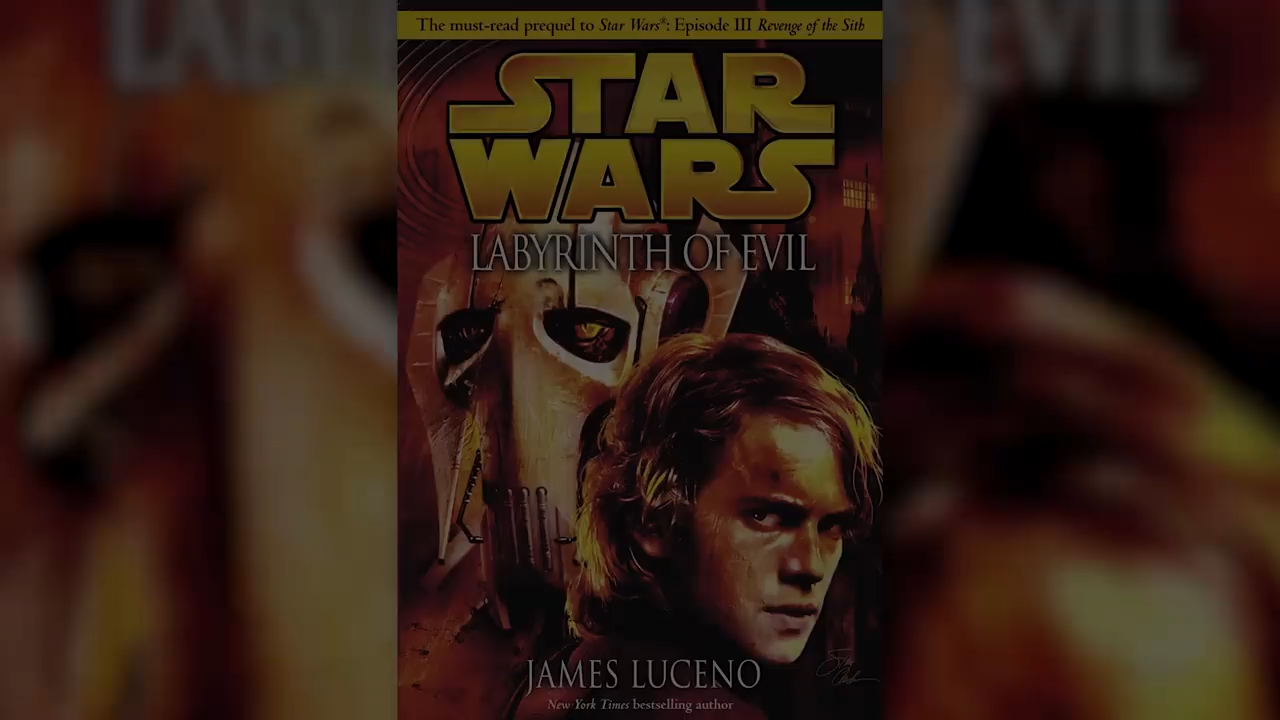 The must-read prequel to Star Wars®: Episode III Revenge of the Sith
STAR
WARS
LABYRINTH OF EVIL
JAMES LUCENO
New York Times bestselling author